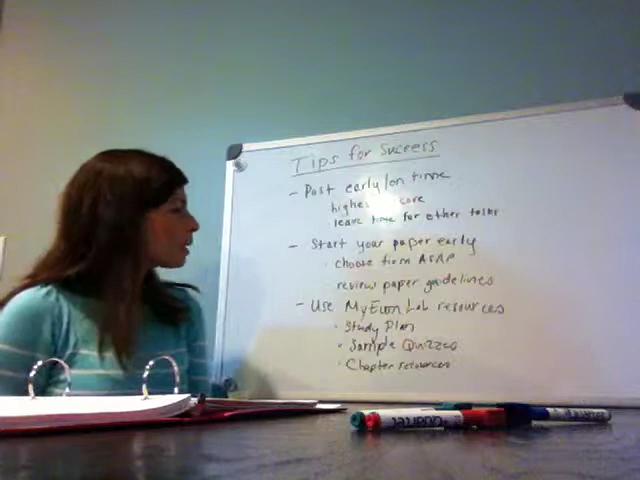 Tips for Success
- Post early/on time
highest score
leave time for other tasks
- Start your paper early
· choose firm ASAP
review paper guidelines
- Use MyEconLab resources
· Study Plan
· Sample Quizzes
· Chapter resources
Quartet